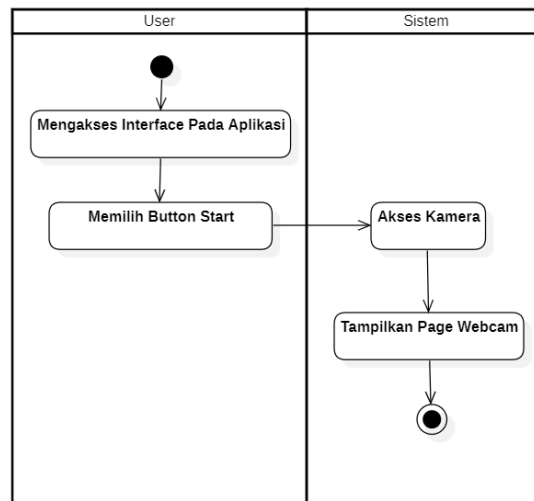 User
Sistem
Mengakses Interface Pada Aplikasi
Memilih Button Start
Akses Kamera
Tampilkan Page Webcam